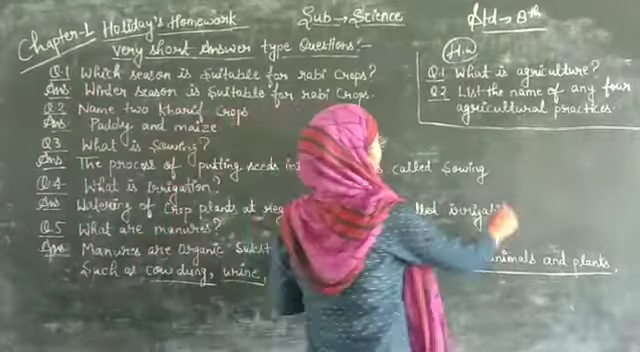 Chapter-1 Holiday's Homework Sub → Science Std → 8th
very short Answer type Questions:-
Q.1 Which season is suitable for rabi crops?
Ans Winter season is suitable for rabi crops.
Q.2 Name two Kharif crops
Ans Paddy and maize
Q.3 What is Sowing?
Ans The process of putting seeds called Sowing
Q.4 What is Irrigation?
Ans Watering of Crop plants at
Q.5 What are manures?
Ans Manures are Organic animals and plants,
Such as cow dung, urine,
H.W
Q.1 What is agriculture?
Q.2 List the name of any four
agricultural practices.